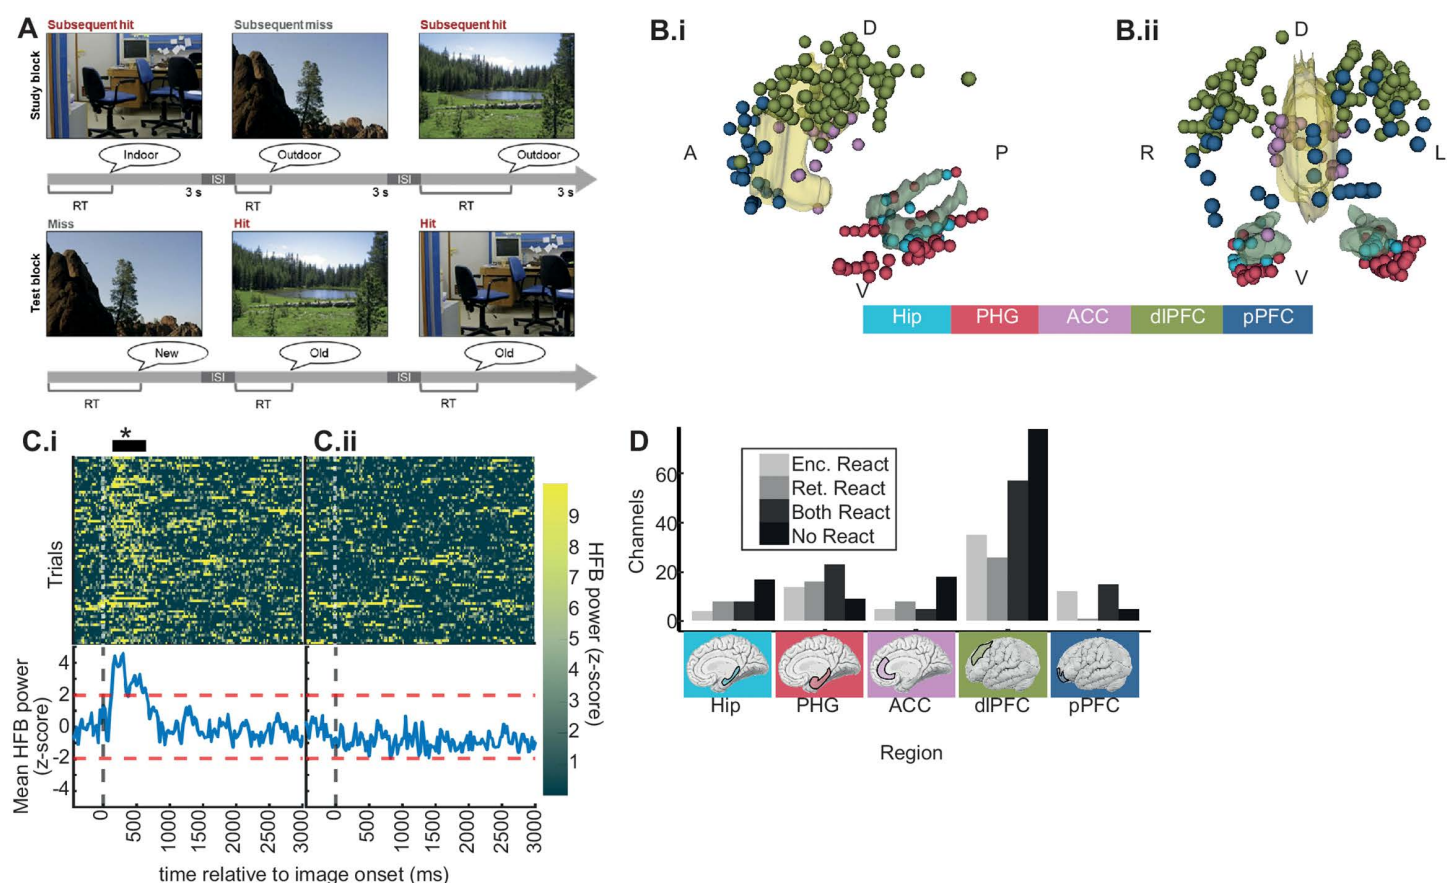 A
Subsequent hit
Subsequent miss
Subsequent hit
Study block
Indoor
Outdoor
Outdoor
ISI
ISI
3 s
3 s
3 s
RT
RT
RT
Miss
Hit
Hit
Test block
New
Old
Old
ISI
ISI
RT
RT
RT
B.i
D
A
P
V
B.ii
D
R
L
V
Hip PHG ACC dlPFC pPFC
C.i
*
C.ii
Trials
9
8
7
6
5
4
3
2
1
HFB power (z-score)
Mean HFB power
(z-score)
4
2
0
-2
-4
0 500 1000 1500 2000 2500 3000
0 500 1000 1500 2000 2500 3000
time relative to image onset (ms)
D
Channels
60
40
20
0
Enc. React
Ret. React
Both React
No React
Hip PHG ACC dlPFC pPFC
Region